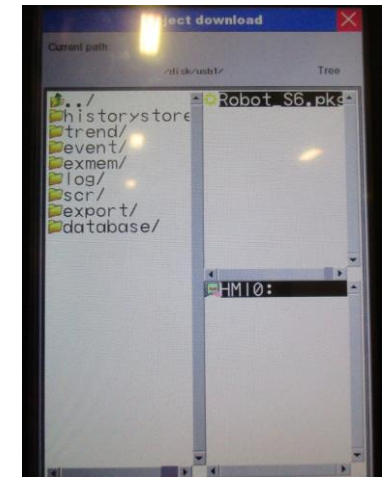 ject download
Current path:
/disk/usb1/
Tree
../
historystore
trend/
event/
exmem/
log/
scr/
export/
database/
Robot_S6.pkg
HMI0: